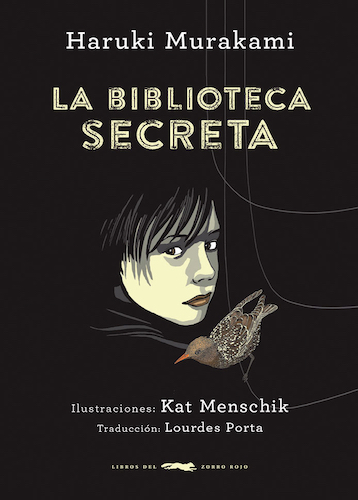 Haruki Murakami
LA BIBLIOTECA
SECRETA
Ilustraciones: Kat Menschik
Traducción: Lourdes Porta
LIBROS DEL ZORRO ROJO